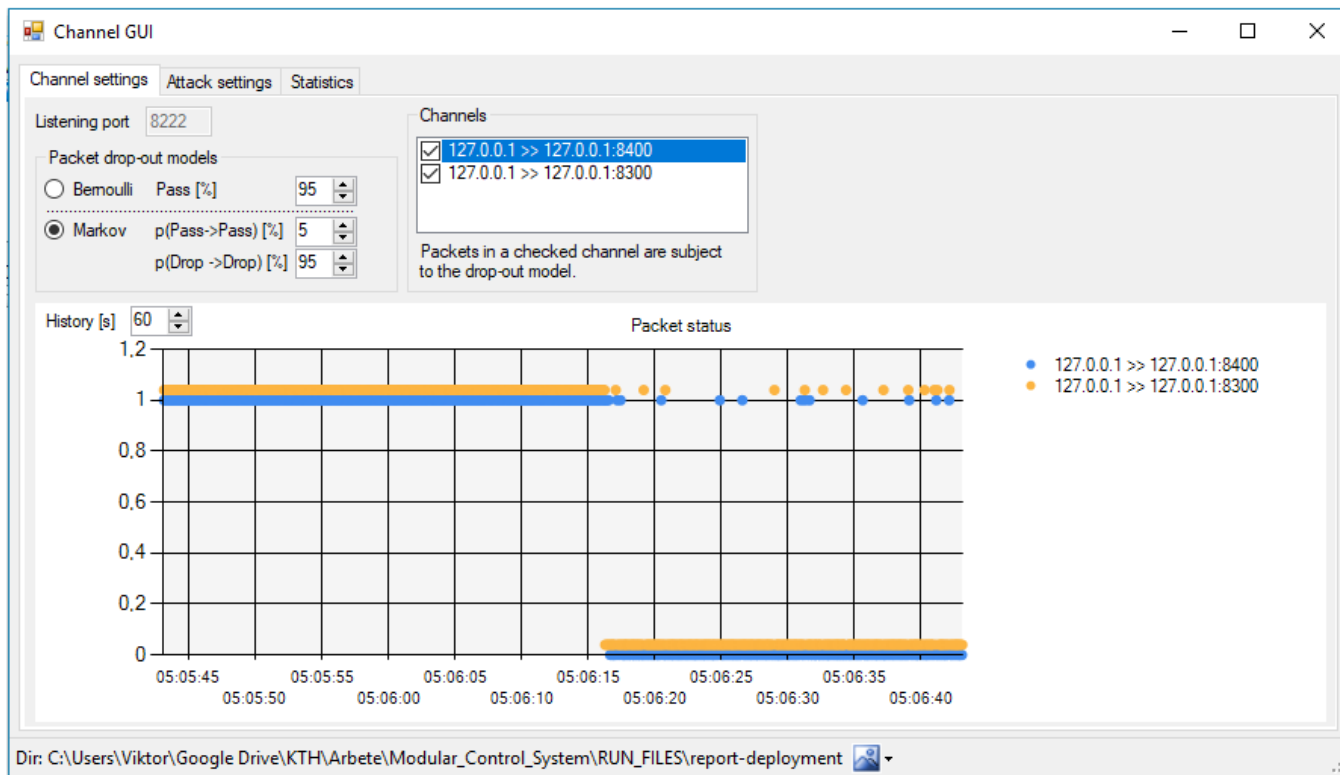 Channel GUI
Channel settings
Attack settings
Statistics
Listening port 8222
Packet drop-out models
Bernoulli Pass [%] 95
Markov p(Pass->Pass) [%] 5
p(Drop ->Drop) [%] 95
Channels
127.0.0.1 >> 127.0.0.1:8400
127.0.0.1 >> 127.0.0.1:8300
Packets in a checked channel are subject
to the drop-out model.
History [s] 60
Packet status
1,2
1
0,8
0,6
0,4
0,2
0
05:05:45 05:05:55 05:06:05 05:06:15 05:06:25 05:06:35
05:05:50 05:06:00 05:06:10 05:06:20 05:06:30 05:06:40
127.0.0.1 >> 127.0.0.1:8400
127.0.0.1 >> 127.0.0.1:8300
Dir: C:\Users\Viktor\Google Drive\KTH\Arbete\Modular_Control_System\RUN_FILES\report-deployment